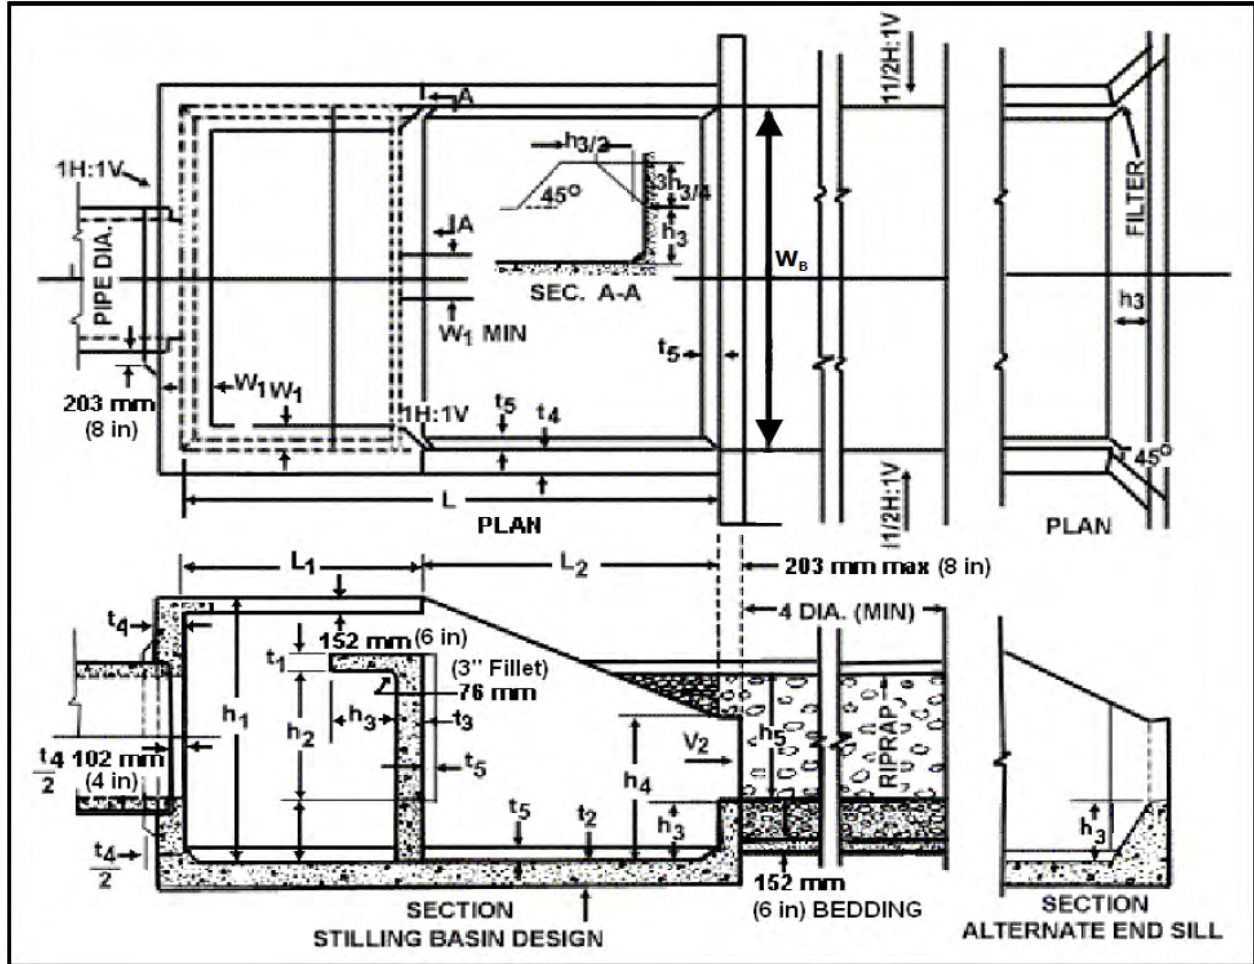 1H:1V
PIPE DIA.
203 mm
(8 in)
W1
W1
A
A
W1 MIN
h3/2
45°
3h3/4
h3
SEC. A-A
1H:1V
t5
t4
t5
WB
L
PLAN
11/2H:1V
11/2H:1V
FILTER
h3
45°
PLAN
L1
L2
203 mm max (8 in)
4 DIA. (MIN)
t4
152 mm (6 in)
t1
(3" Fillet)
76 mm
h1
h2
h3
t3
t5
t4/2
102 mm
(4 in)
t4/2
V2
h4
h5
RIPRAP
t5
t2
h3
h3
152 mm
(6 in) BEDDING
SECTION
STILLING BASIN DESIGN
SECTION
ALTERNATE END SILL